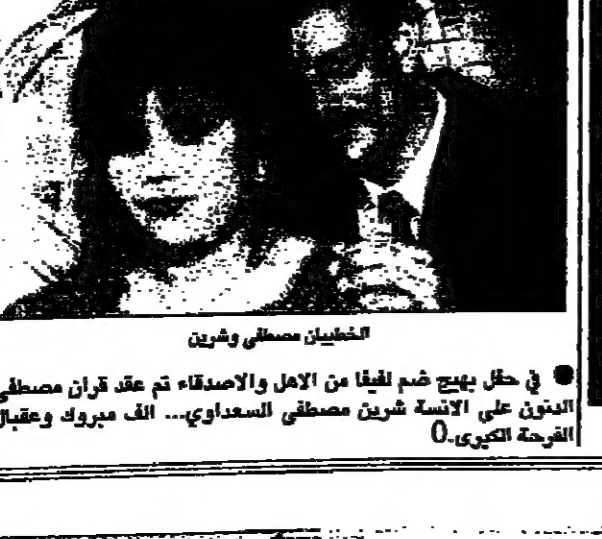 الخطيبان مصطفى وشرين
● في حفل بهيج ضم لفيفا من الاهل والاصدقاء تم عقد قران مصطفى
البنون على الانسة شرين مصطفى السعداوي... الف مبروك وعقبال
الفرحة الكبرى.()